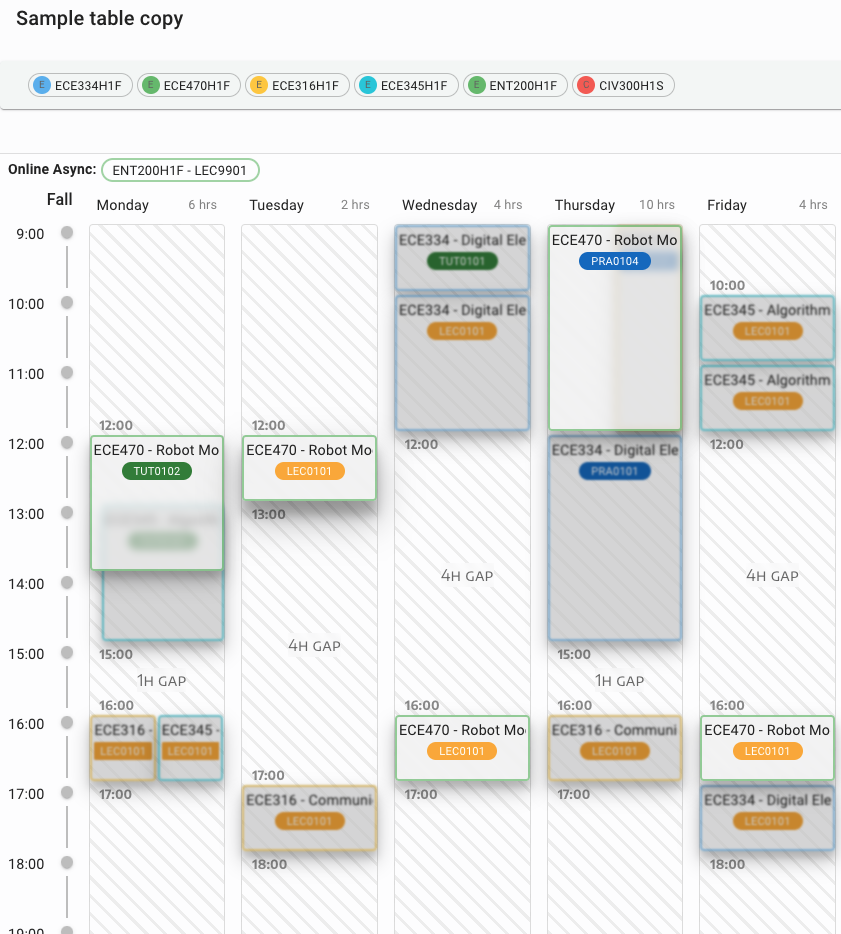 Sample table copy
E ECE334H1F E ECE470H1F E ECE316H1F E ECE345H1F E ENT200H1F C CIV300H1S
Online Async: ENT200H1F - LEC9901
Fall Monday 6 hrs Tuesday 2 hrs Wednesday 4 hrs Thursday 10 hrs Friday 4 hrs
9:00
ECE334 - Digital Ele
ECE470 - Robot Mo
TUT0101
PRA0104
10:00
10:00
ECE334 - Digital Ele
ECE345 - Algorithm
LEC0101
LEC0101
11:00
ECE345 - Algorithm
LEC0101
12:00
12:00
12:00
12:00
12:00
ECE470 - Robot Mo
ECE470 - Robot Mo
ECE334 - Digital Ele
TUT0102
LEC0101
PRA0101
13:00
13:00
14:00
4H GAP
4H GAP
4H GAP
15:00
15:00
15:00
1H GAP
1H GAP
16:00
16:00
16:00
16:00
16:00
ECE316 -
ECE345 -
ECE470 - Robot Mo
ECE316 - Communi
ECE470 - Robot Mo
LEC0101
LEC0101
LEC0101
LEC0101
LEC0101
17:00
17:00
17:00
17:00
17:00
ECE316 - Communi
ECE334 - Digital Ele
LEC0101
LEC0101
18:00
18:00
18:00
19:00